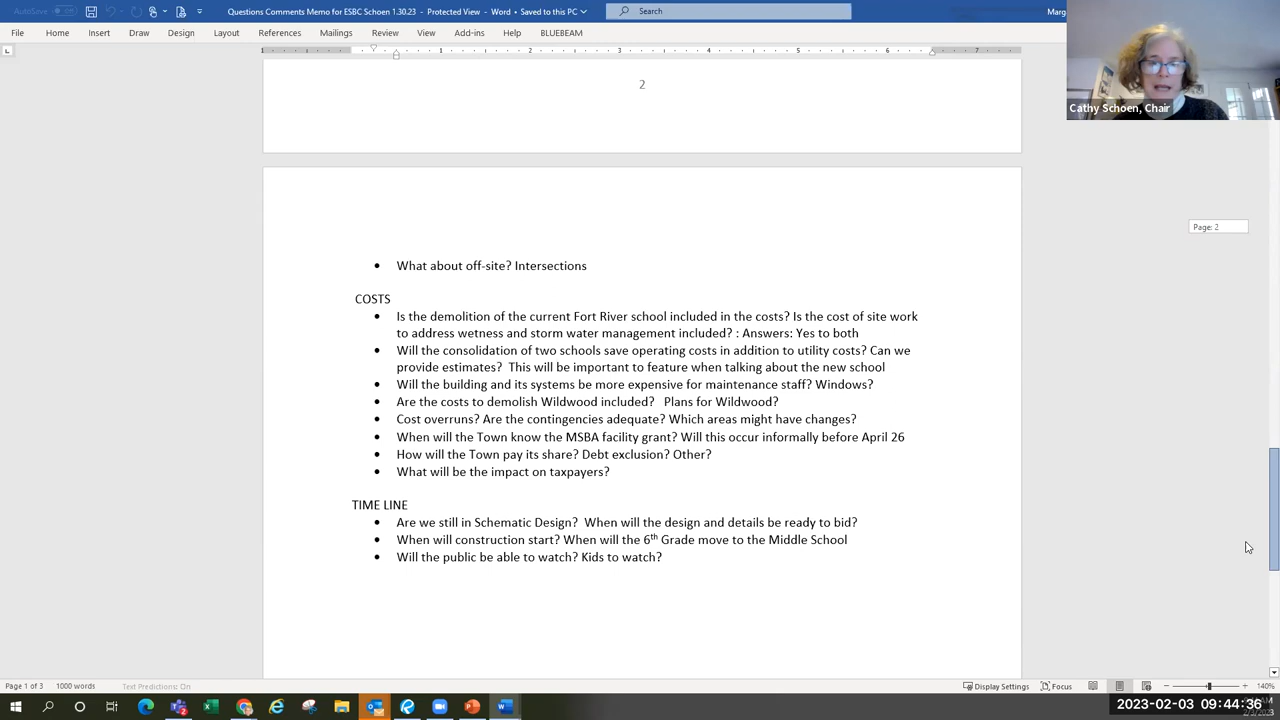 AutoSave Questions Comments Memo for ESBC Schoen 1.30.23 - Protected View - Word • Saved to this PC Search Marg
File Home Insert Draw Design Layout References Mailings Review View Add-ins Help BLUEBEAM
1 1 2 3 4 5 6 7
Cathy Schoen, Chair
2
Page: 2
• What about off-site? Intersections
COSTS
• Is the demolition of the current Fort River school included in the costs? Is the cost of site work
to address wetness and storm water management included? : Answers: Yes to both
• Will the consolidation of two schools save operating costs in addition to utility costs? Can we
provide estimates? This will be important to feature when talking about the new school
• Will the building and its systems be more expensive for maintenance staff? Windows?
• Are the costs to demolish Wildwood included? Plans for Wildwood?
• Cost overruns? Are the contingencies adequate? Which areas might have changes?
• When will the Town know the MSBA facility grant? Will this occur informally before April 26
• How will the Town pay its share? Debt exclusion? Other?
• What will be the impact on taxpayers?
TIME LINE
• Are we still in Schematic Design? When will the design and details be ready to bid?
• When will construction start? When will the 6th Grade move to the Middle School
• Will the public be able to watch? Kids to watch?
Page 1 of 3 1000 words Text Predictions: On Display Settings Focus 140%
2023-02-03 09:44:36